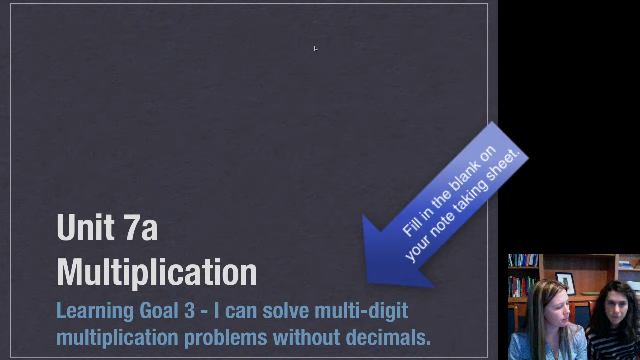 Fill in the blank on
your note taking sheet.
Unit 7a
Multiplication
Learning Goal 3 - I can solve multi-digit
multiplication problems without decimals.